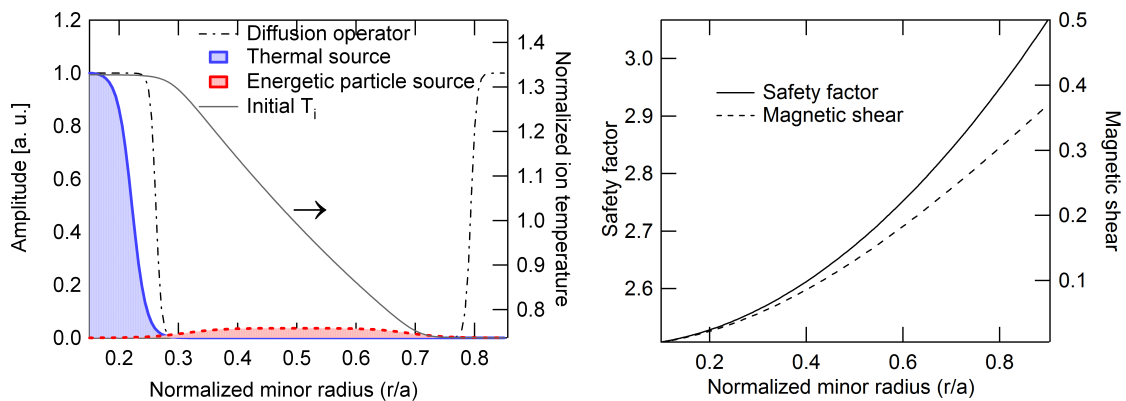 1.2
1.0
0.8
0.6
0.4
0.2
0.0
Amplitude [a. u.]
Diffusion operator
Thermal source
Energetic particle source
Initial Ti
1.4
1.3
1.2
1.1
1.0
0.9
0.8
Normalized ion temperature
0.2 0.3 0.4 0.5 0.6 0.7 0.8
Normalized minor radius (r/a)
3.0
2.9
2.8
2.7
2.6
Safety factor
Safety factor
Magnetic shear
0.5
0.4
0.3
0.2
0.1
Magnetic shear
0.2 0.4 0.6 0.8
Normalized minor radius (r/a)